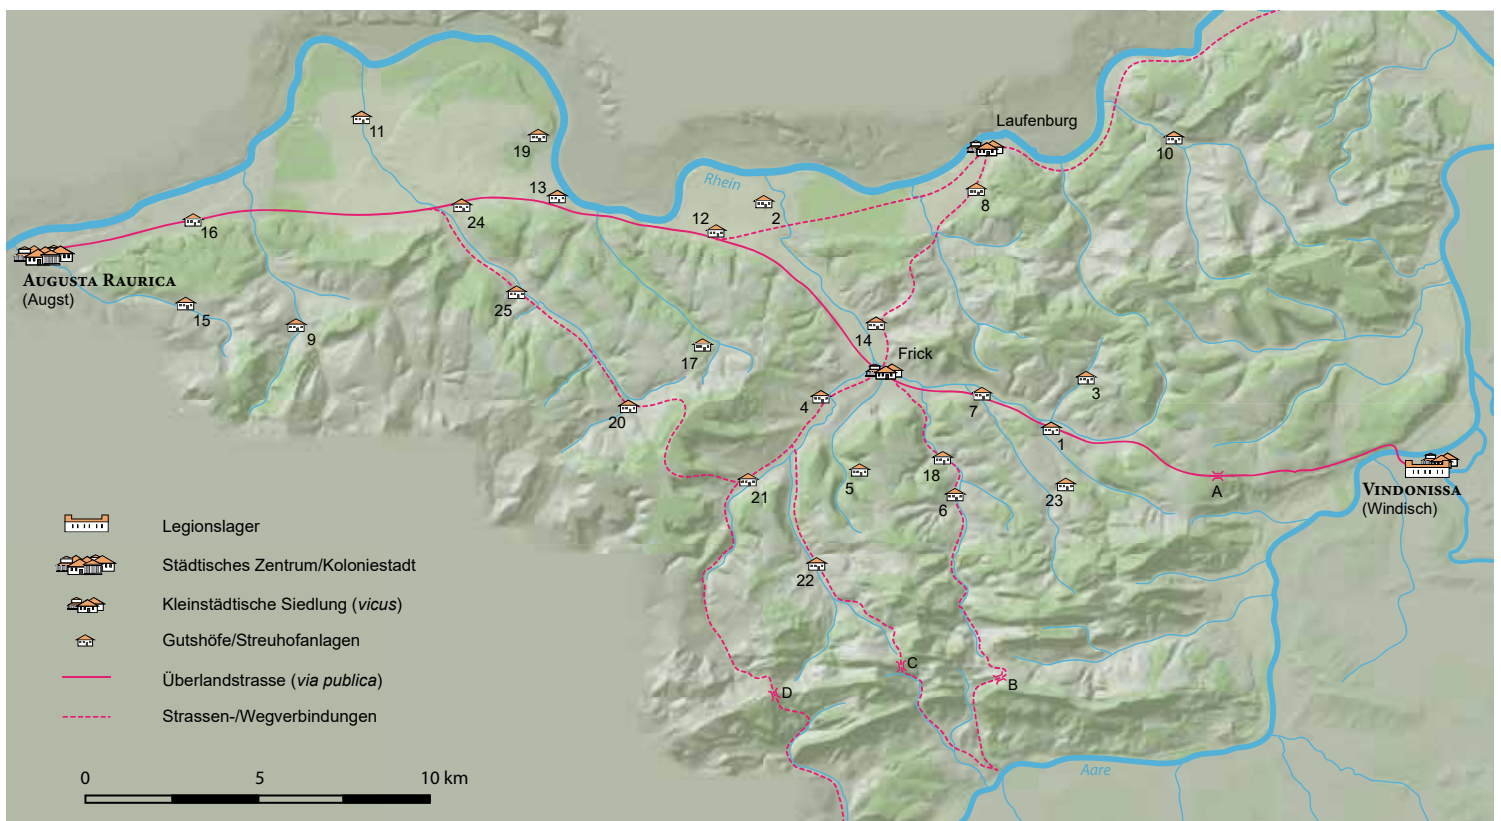 Laufenburg
11
19
10
Rhein
13
2
8
24
12
16
AUGUSTA RAURICA
(Augst)
25
15
9
14
17
Frick
3
4
7
20
1
18
5
21
6
23
A
VINDONISSA
(Windisch)
22
C
B
D
Legionslager
Städtisches Zentrum/Koloniestadt
Kleinstädtische Siedlung (vicus)
Gutshöfe/Streuhofanlagen
Überlandstrasse (via publica)
Strassen-/Wegverbindungen
0 5 10 km
Aare